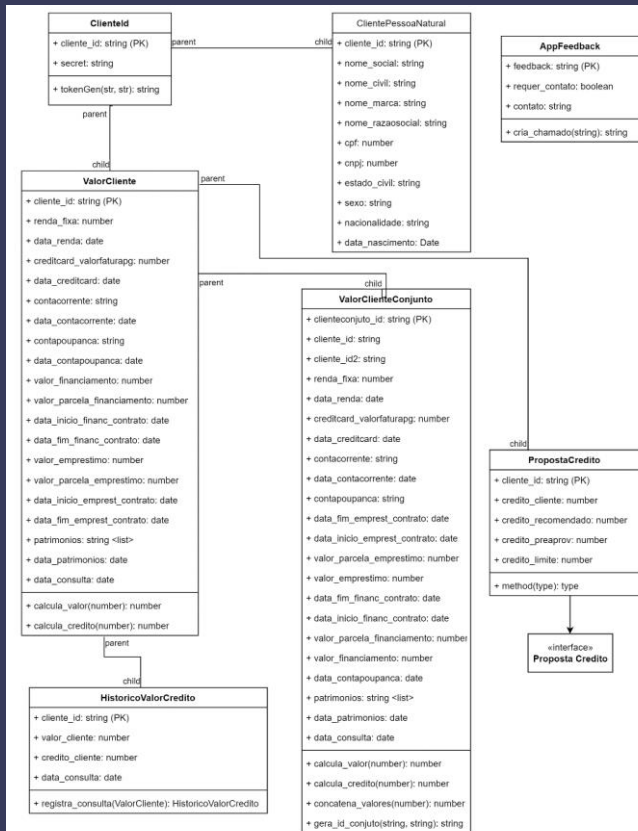 ClienteId
+ cliente_id: string (PK)
+ secret: string
+ tokenGen(str, str): string
parent
child
parent
child
ClientePessoaNatural
+ cliente_id: string (PK)
+ nome_social: string
+ nome_civil: string
+ nome_marca: string
+ nome_razaosocial: string
+ cpf: number
+ cnpj: number
+ estado_civil: string
+ sexo: string
+ nacionalidade: string
+ data_nascimento: Date
AppFeedback
+ feedback: string (PK)
+ requer_contato: boolean
+ contato: string
+ cria_chamado(string): string
ValorCliente
+ cliente_id: string (PK)
+ renda_fixa: number
+ data_renda: date
+ creditcard_valorfaturapg: number
+ data_creditcard: date
+ contacorrente: string
+ data_contacorrente: date
+ contapoupanca: string
+ data_contapoupanca: date
+ valor_financiamento: number
+ valor_parcela_financiamento: number
+ data_inicio_financ_contrato: date
+ data_fim_financ_contrato: date
+ valor_emprestimo: number
+ valor_parcela_emprestimo: number
+ data_inicio_emprest_contrato: date
+ data_fim_emprest_contrato: date
+ patrimonios: string <list>
+ data_patrimonios: date
+ data_consulta: date
+ calcula_valor(number): number
+ calcula_credito(number): number
parent
parent
child
ValorClienteConjunto
+ clienteconjuto_id: string (PK)
+ cliente_id: string
+ cliente_id2: string
+ renda_fixa: number
+ data_renda: date
+ creditcard_valorfaturapg: number
+ data_creditcard: date
+ contacorrente: string
+ data_contacorrente: date
+ contapoupanca: string
+ data_fim_emprest_contrato: date
+ data_inicio_emprest_contrato: date
+ valor_parcela_emprestimo: number
+ valor_emprestimo: number
+ data_fim_financ_contrato: date
+ data_inicio_financ_contrato: date
+ valor_parcela_financiamento: number
+ valor_financiamento: number
+ data_contapoupanca: date
+ patrimonios: string <list>
+ data_patrimonios: date
+ data_consulta: date
+ calcula_valor(number): number
+ calcula_credito(number): number
+ concatena_valores(number): number
+ gera_id_conjuto(string, string): string
child
PropostaCredito
+ cliente_id: string (PK)
+ credito_cliente: number
+ credito_recomendado: number
+ credito_preaprov: number
+ credito_limite: number
+ method(type): type
«interface»
Proposta Credito
parent
child
HistoricoValorCredito
+ cliente_id: string (PK)
+ valor_cliente: number
+ credito_cliente: number
+ data_consulta: date
+ registra_consulta(ValorCliente): HistoricoValorCredito